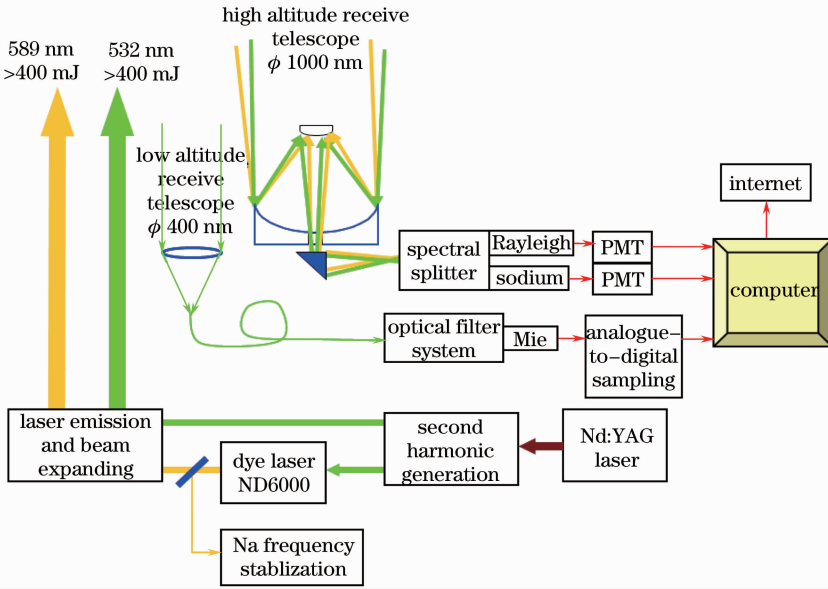 high altitude receive
telescope
ϕ 1000 nm
589 nm
>400 mJ
532 nm
>400 mJ
low altitude,
receive
telescope
ϕ 400 nm
spectral
splitter
Rayleigh
sodium
PMT
PMT
internet
computer
optical filter
system
Mie
analogue-
to-digital
sampling
laser emission
and beam
expanding
dye laser
ND6000
second
harmonic
generation
Nd:YAG
laser
Na frequency
stablization